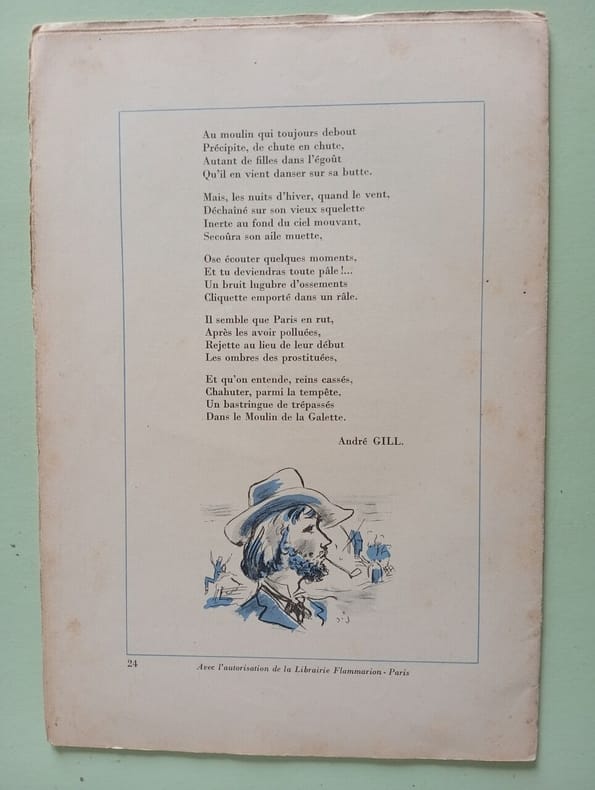 Au moulin qui toujours debout
Précipite, de chute en chute,
Autant de filles dans l'égoût
Qu'il en vient danser sur sa butte.
Mais, les nuits d'hiver, quand le vent,
Déchaîné sur son vieux squelette
Inerte au fond du ciel mouvant,
Secoûra son aile muette,
Ose écouter quelques moments,
Et tu deviendras toute pâle !...
Un bruit lugubre d'ossements
Cliquette emporté dans un râle.
Il semble que Paris en rut,
Après les avoir polluées,
Rejette au lieu de leur début
Les ombres des prostituées,
Et qu'on entende, reins cassés,
Chahuter, parmi la tempête,
Un bastringue de trépassés
Dans le Moulin de la Galette.
André GILL.
24
Avec l'autorisation de la Librairie Flammarion - Paris